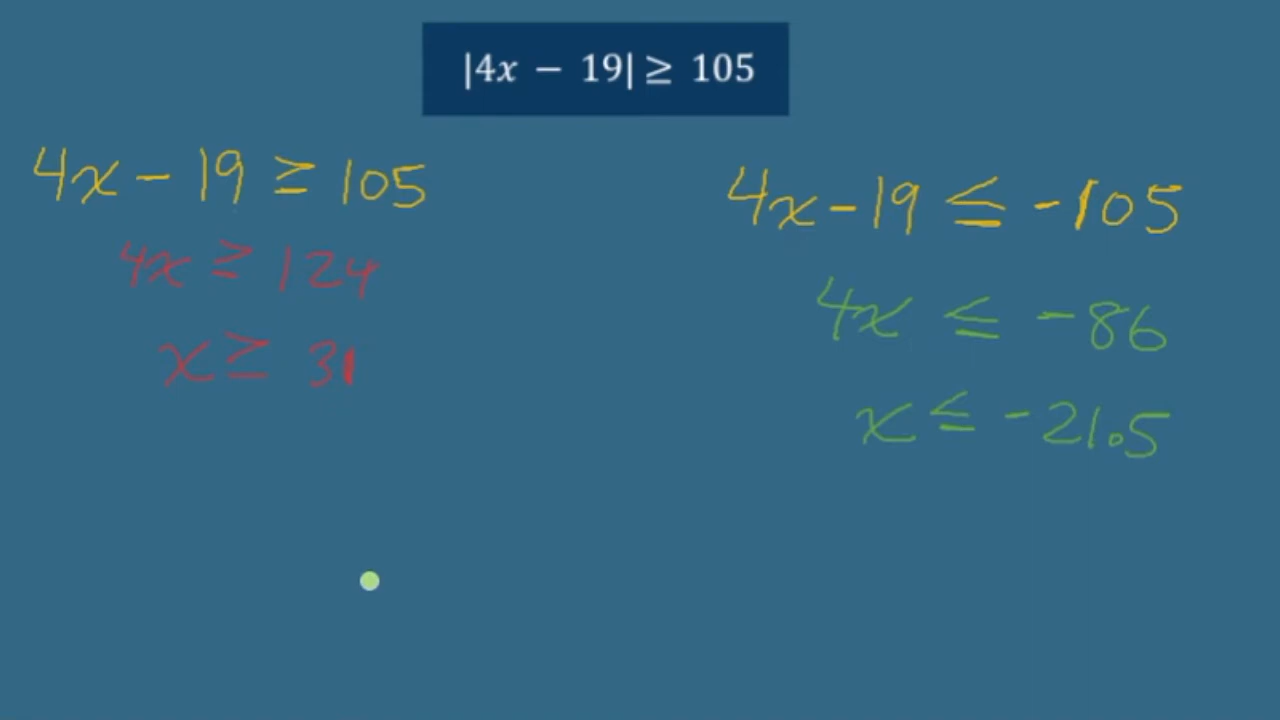 |4x − 19| ≥ 105
4x - 19 ≥ 105
4x ≥ 124
x ≥ 31
4x - 19 ≤ -105
4x ≤ -86
x ≤ -21.5